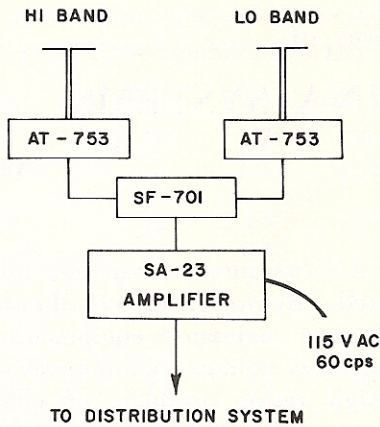 HI BAND
LO BAND
AT-753
AT-753
SF-701
SA-23
AMPLIFIER
115 V AC
60 cps
TO DISTRIBUTION SYSTEM